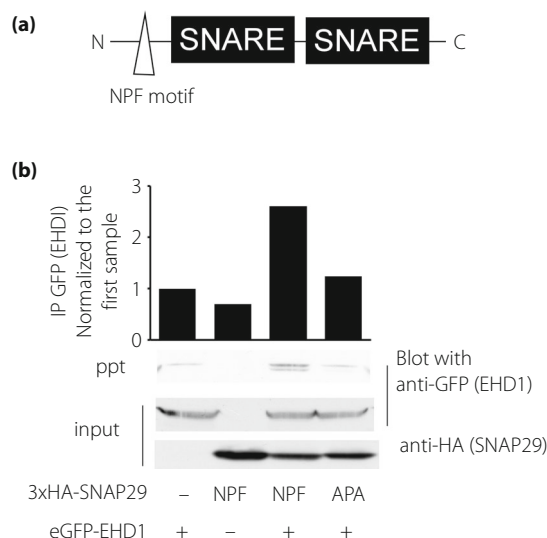 (a)
N SNARE SNARE C
NPF motif
(b)
IP GFP (EHDI)
Normalized to the
first sample
3
2
1
0
ppt
Blot with
anti-GFP (EHD1)
input
anti-HA (SNAP29)
3xHA-SNAP29 – NPF NPF APA
eGFP-EHD1 + – + +